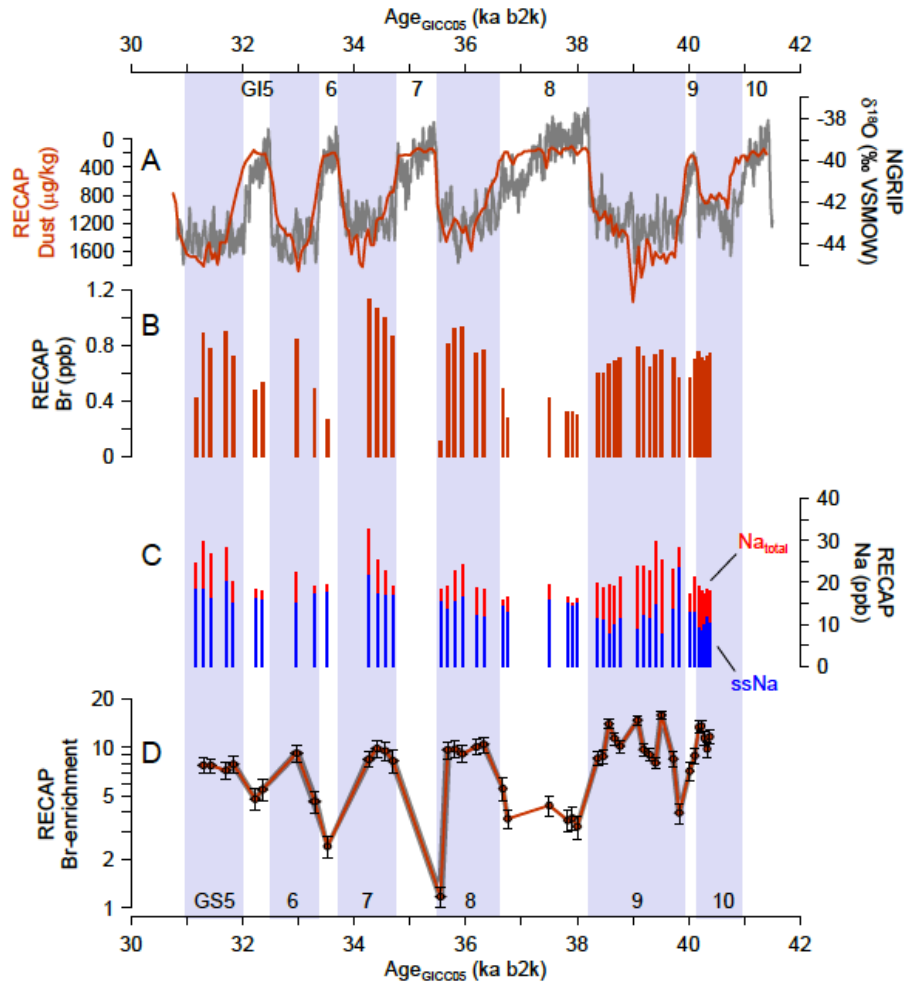 Age_GICC05 (ka b2k)
30 32 34 36 38 40 42
GI5 6 7 8 9 10
A
RECAP
Dust (μg/kg)
0
400
800
1200
1600
-38
-40
-42
-44
δ18O (‰ VSMOW)
NGRIP
B
RECAP
Br (ppb)
1.2
0.8
0.4
0
C
40
30
20
10
0
RECAP
Na (ppb)
Na_total
ssNa
D
RECAP
Br-enrichment
20
10
5
2
1
GS5 6 7 8 9 10
30 32 34 36 38 40 42
Age_GICC05 (ka b2k)